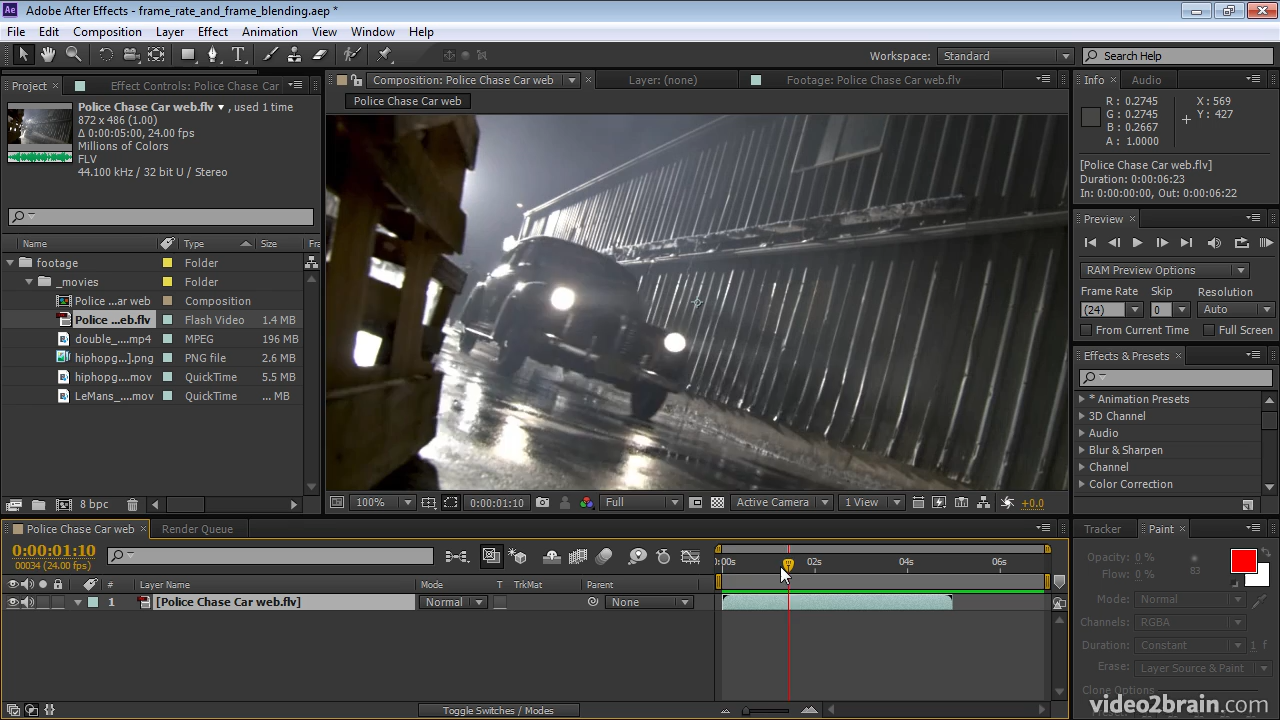 Ae Adobe After Effects - frame_rate_and_frame_blending.aep *
File Edit Composition Layer Effect Animation View Window Help
Workspace: Standard Search Help
Project Effect Controls: Police Chase Car
Police Chase Car web.flv , used 1 time
872 x 486 (1.00)
Δ 0:00:05:00, 24.00 fps
Millions of Colors
FLV
44.100 kHz / 32 bit U / Stereo
Name Type Size Fra
footage Folder
_movies Folder
Police ...ar web Composition
Police ...eb.flv Flash Video 1.4 MB
double_....mp4 MPEG 196 MB
hiphopg...].png PNG file 2.6 MB
hiphopg....mov QuickTime 5.5 MB
LeMans_....mov QuickTime ... MB
8 bpc
Composition: Police Chase Car web Layer: (none) Footage: Police Chase Car web.flv
Police Chase Car web
100% 0:00:01:10 Full Active Camera 1 View +0.0
Info Audio
R : 0.2745 X : 569
G : 0.2745 Y : 427
B : 0.2667
A : 1.0000
[Police Chase Car web.flv]
Duration: 0:00:06:23
In: 0:00:00:00, Out: 0:00:06:22
Preview
RAM Preview Options
Frame Rate Skip Resolution
(24) 0 Auto
From Current Time Full Screen
Effects & Presets
* Animation Presets
3D Channel
Audio
Blur & Sharpen
Channel
Color Correction
Police Chase Car web Render Queue
0:00:01:10
00034 (24.00 fps)
:00s 02s 04s 06s
# Layer Name Mode T TrkMat Parent
1 [Police Chase Car web.flv] Normal None
Toggle Switches / Modes
Tracker Paint
Opacity: 0 %
Flow: 0 % 83
Mode: Normal
Channels: RGBA
Duration: Constant 1 f
Erase: Layer Source & Paint
Clone Options
video2brain.com